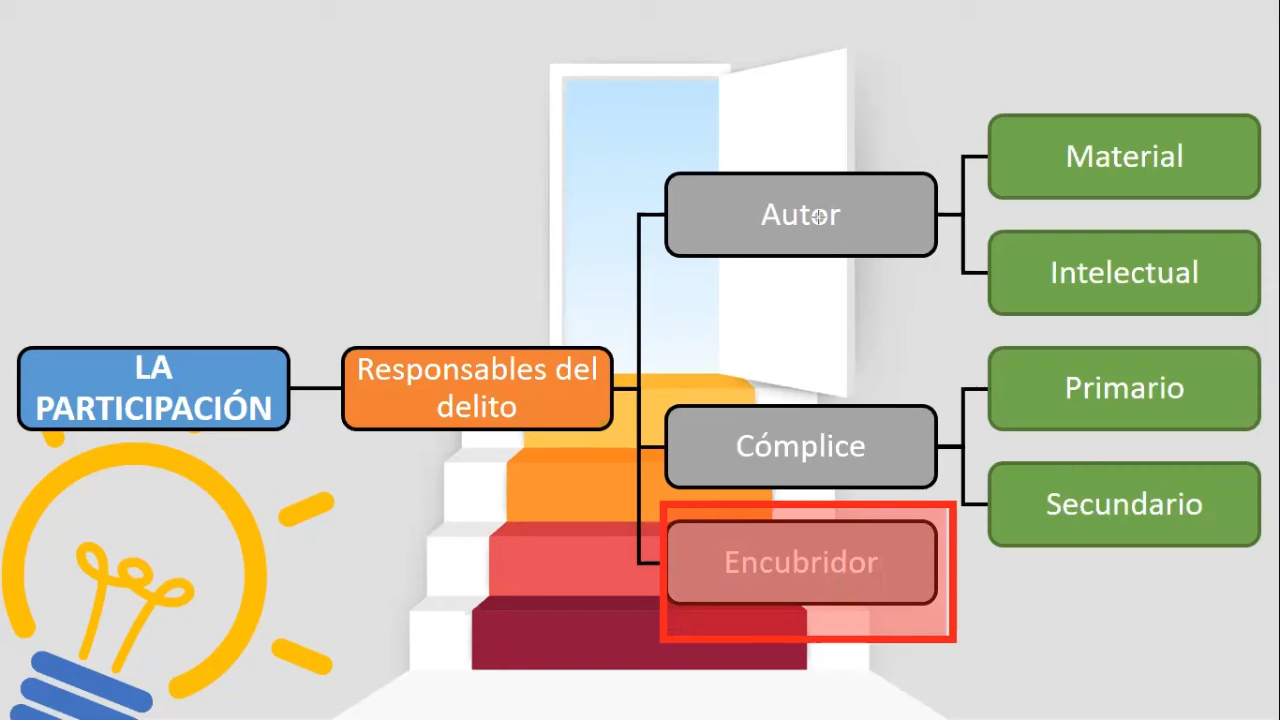 LA
PARTICIPACIÓN
Responsables del
delito
Autor
Material
Intelectual
Cómplice
Primario
Secundario
Encubridor